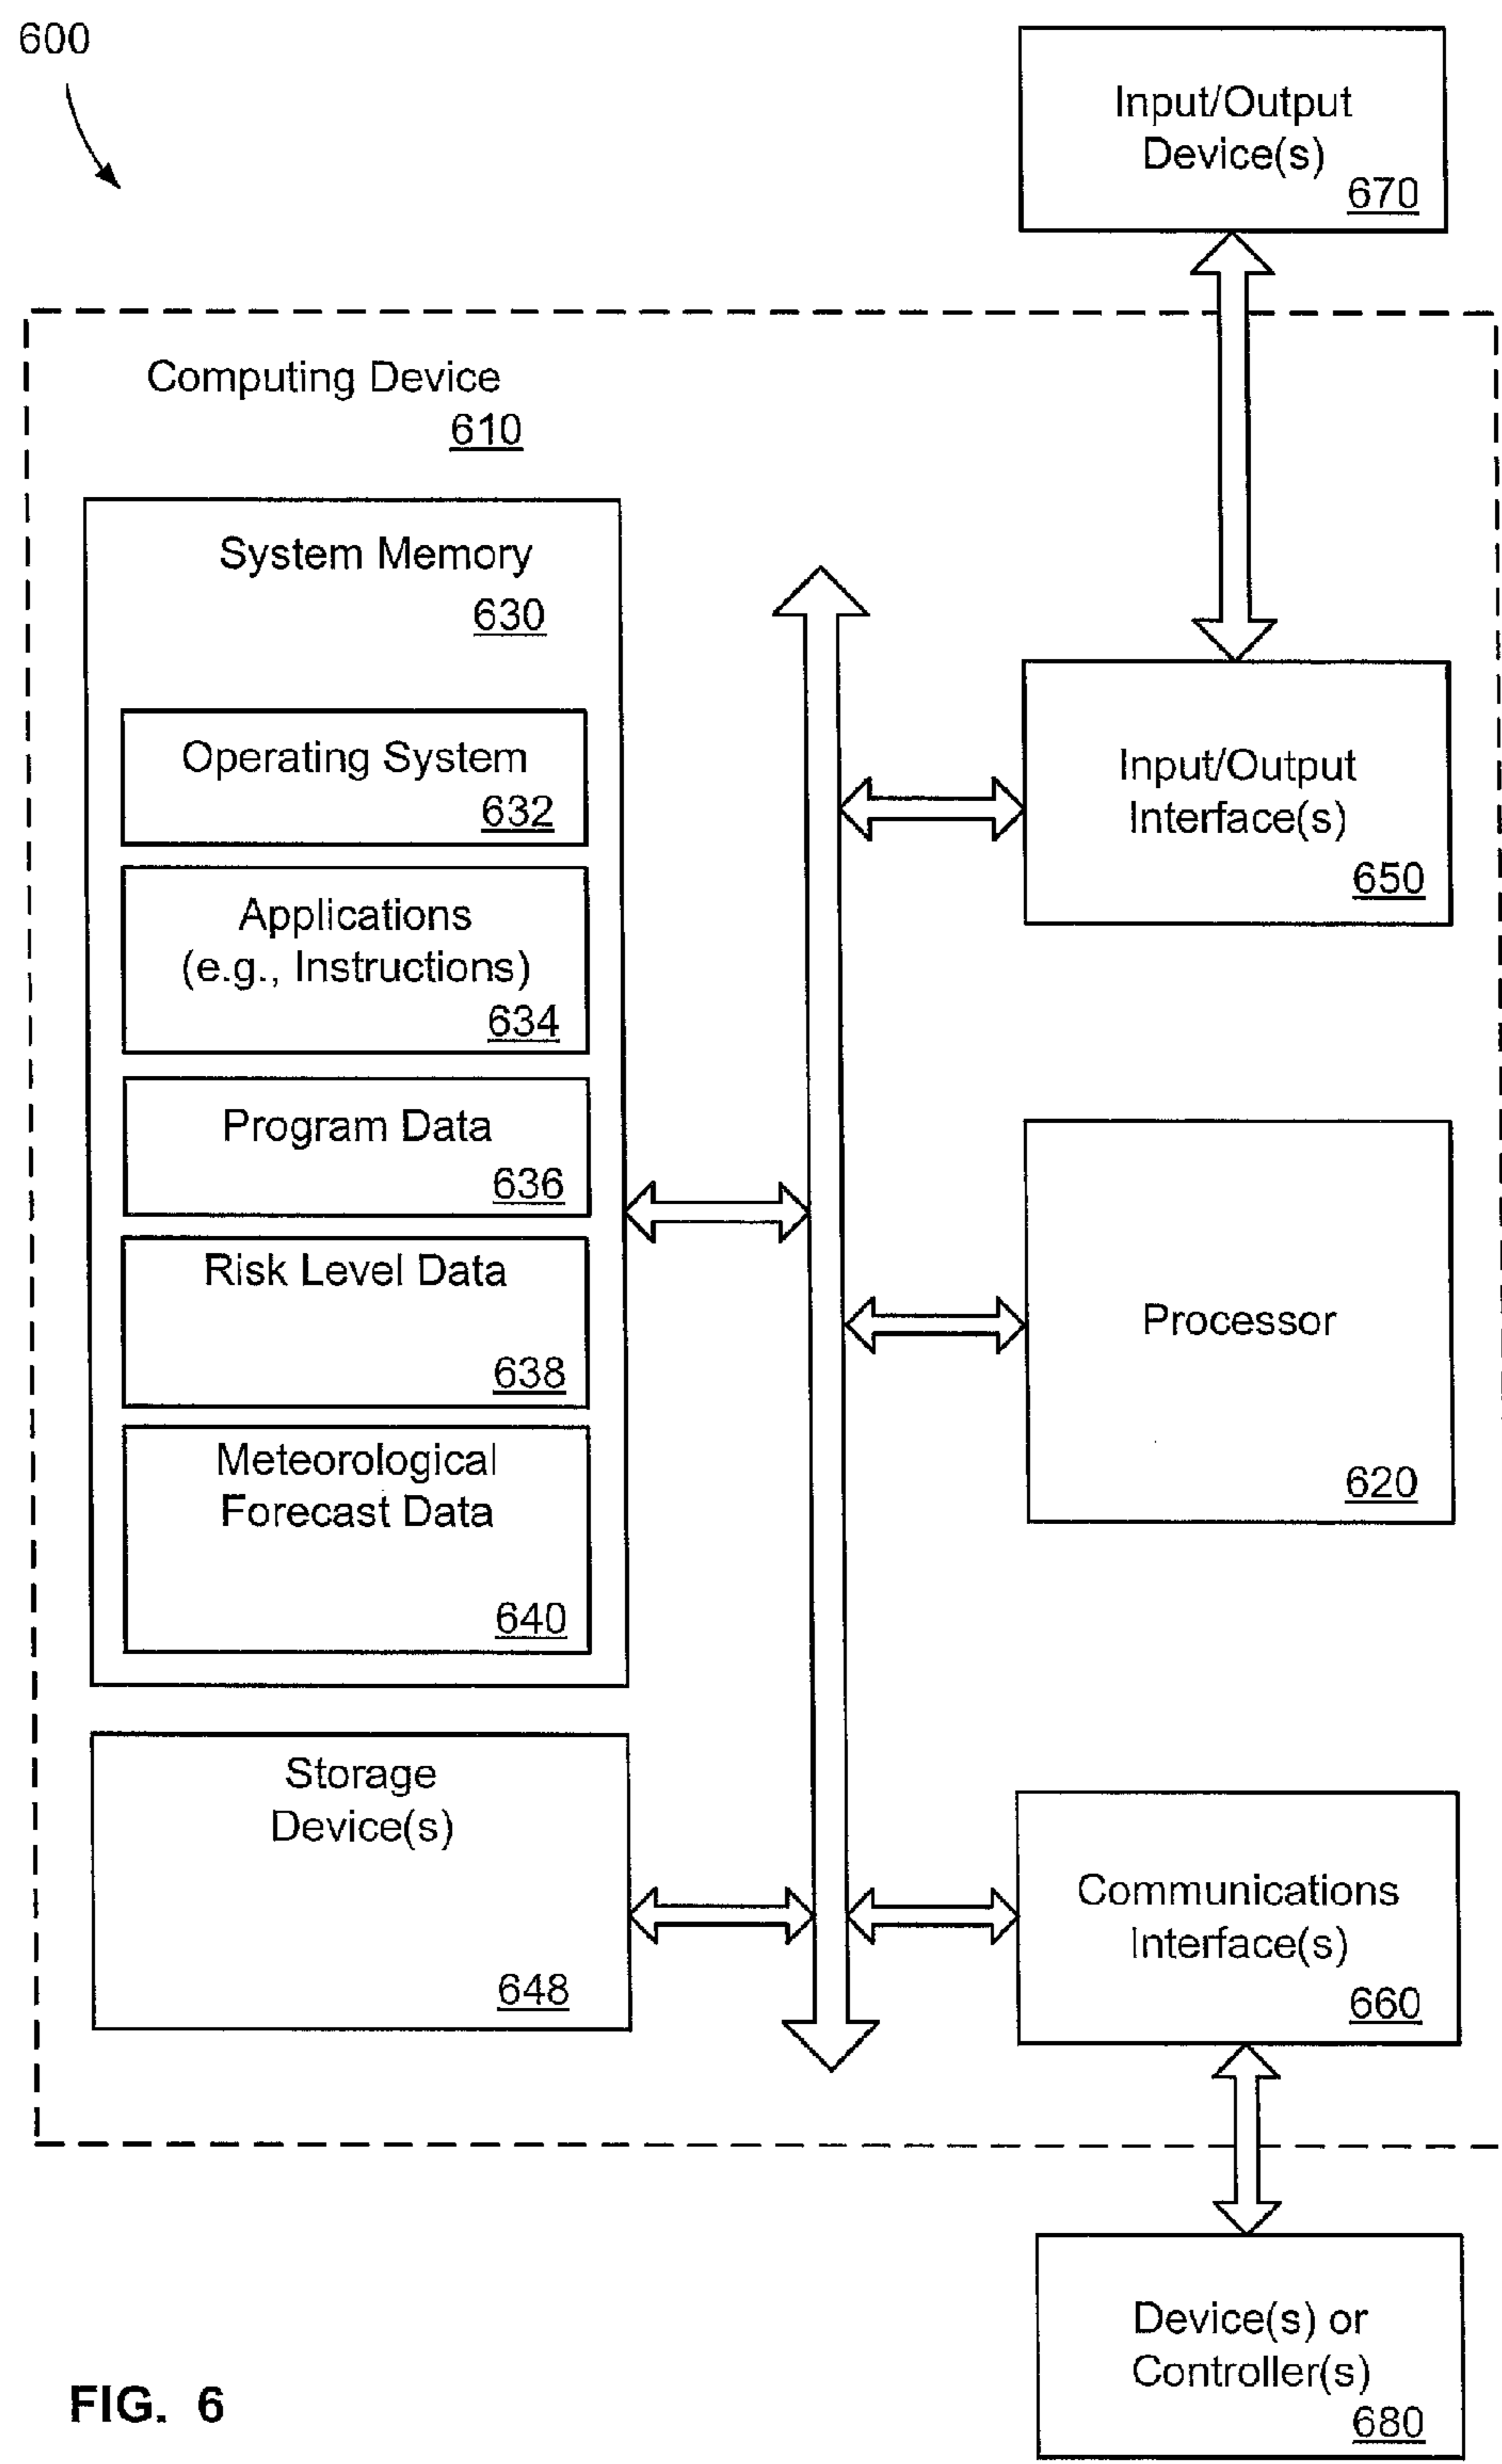 600
Input/Output
Device(s)
670
Computing Device
610
System Memory
630
Operating System
632
Applications
(e.g., Instructions)
634
Program Data
636
Risk Level Data
638
Meteorological
Forecast Data
640
Storage
Device(s)
648
Input/Output
Interface(s)
650
Processor
620
Communications
Interface(s)
660
Device(s) or
Controller(s)
680
FIG. 6